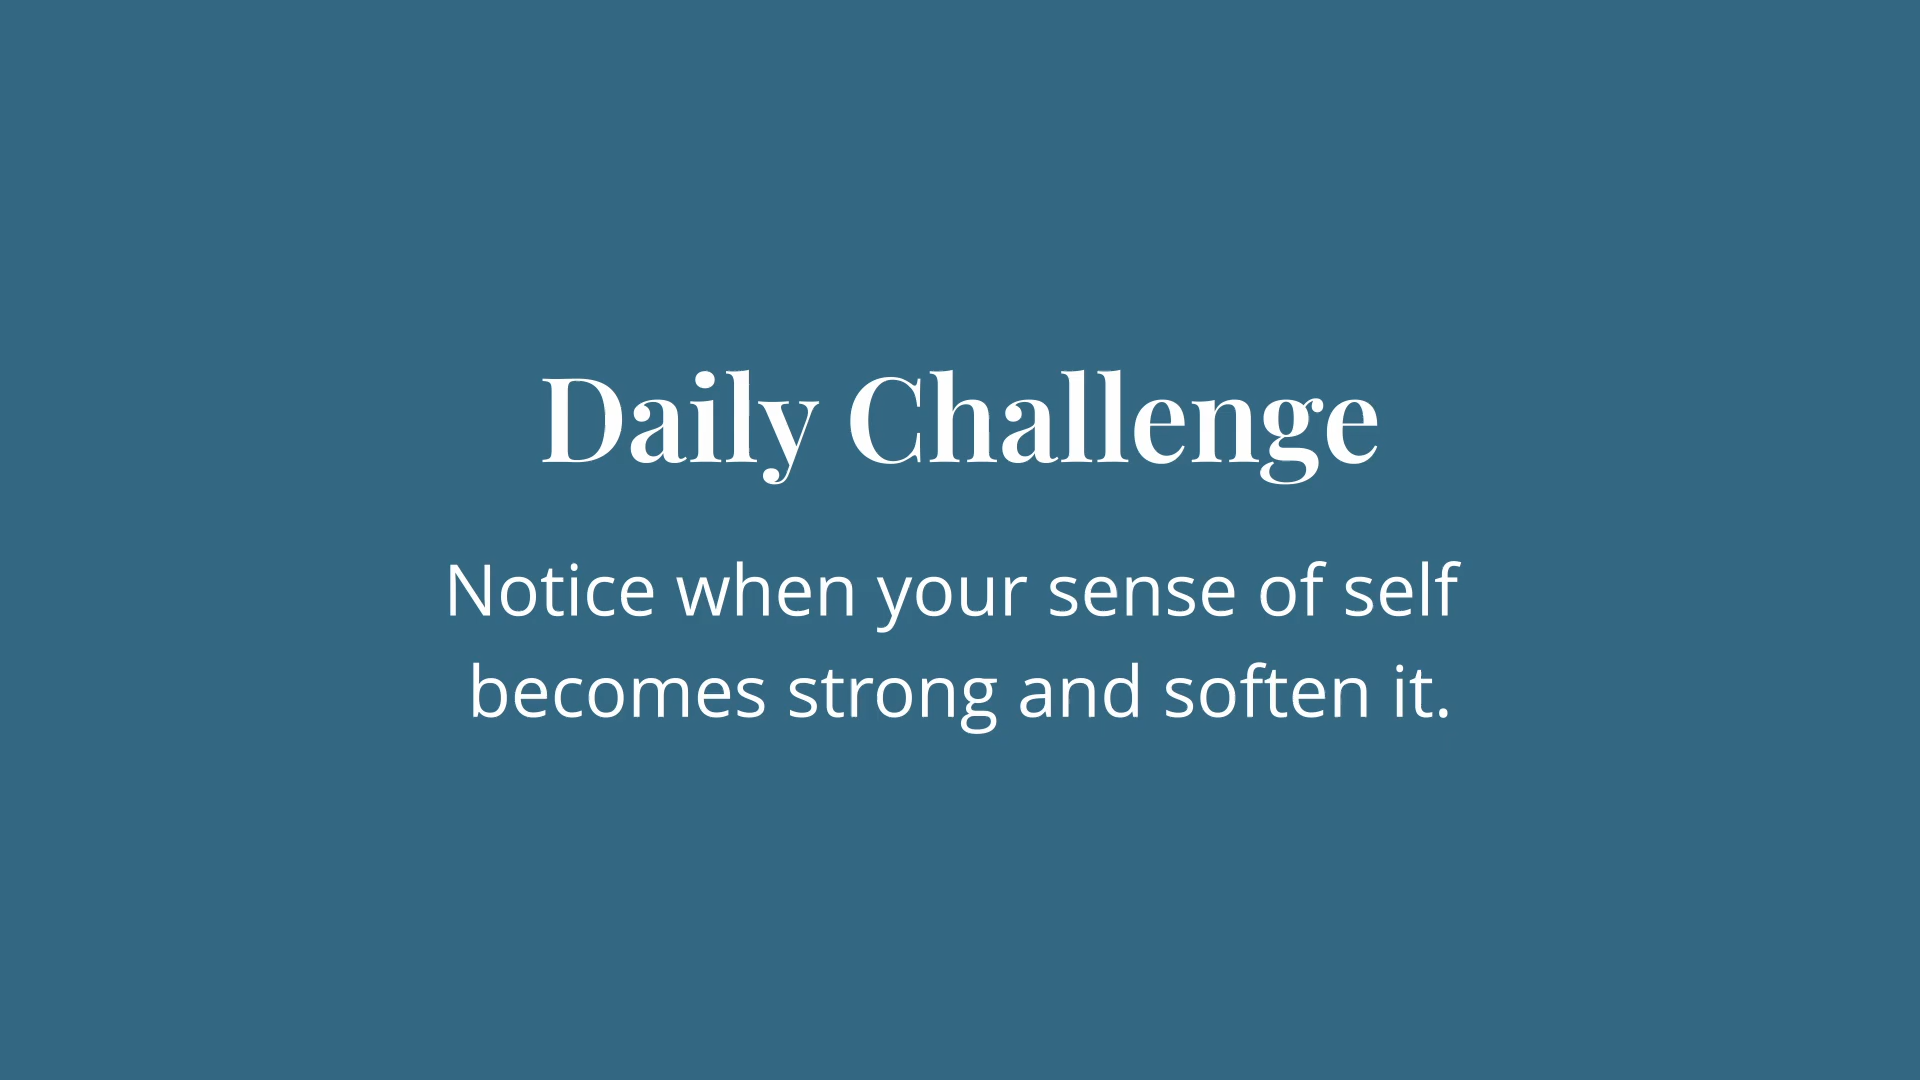 Daily Challenge
Notice when your sense of self
becomes strong and soften it.